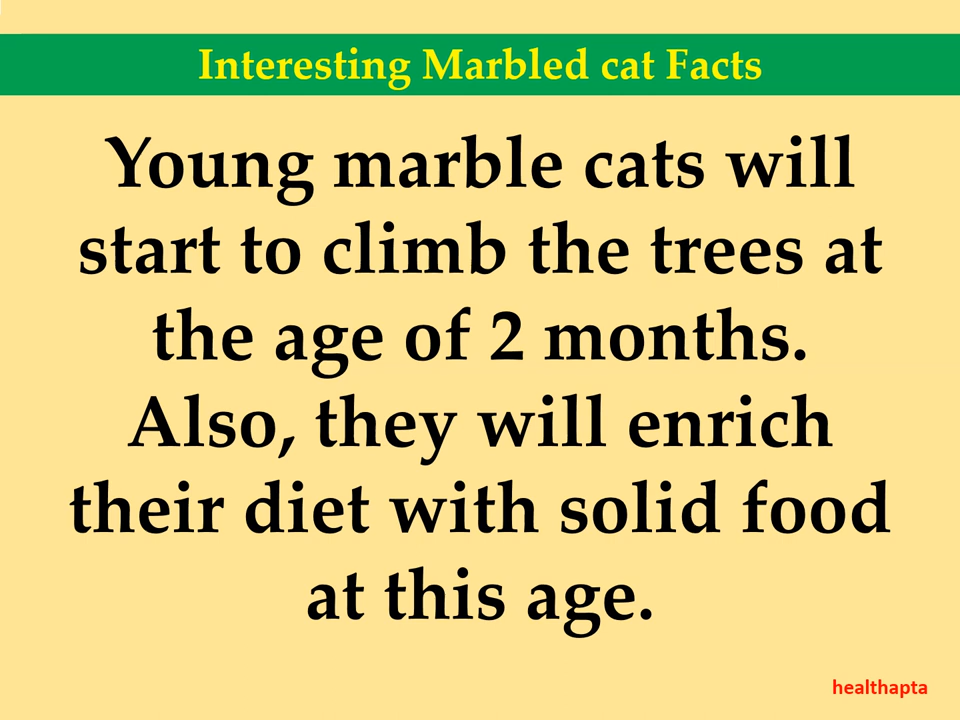 Interesting Marbled cat Facts
Young marble cats will
start to climb the trees at
the age of 2 months.
Also, they will enrich
their diet with solid food
at this age.
healthapta